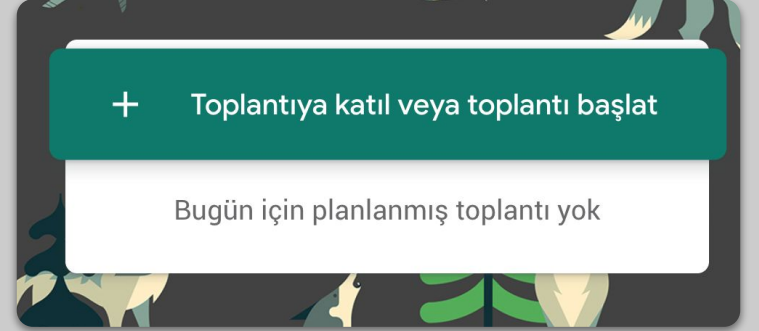 + Toplantıya katıl veya toplantı başlat
Bugün için planlanmış toplantı yok